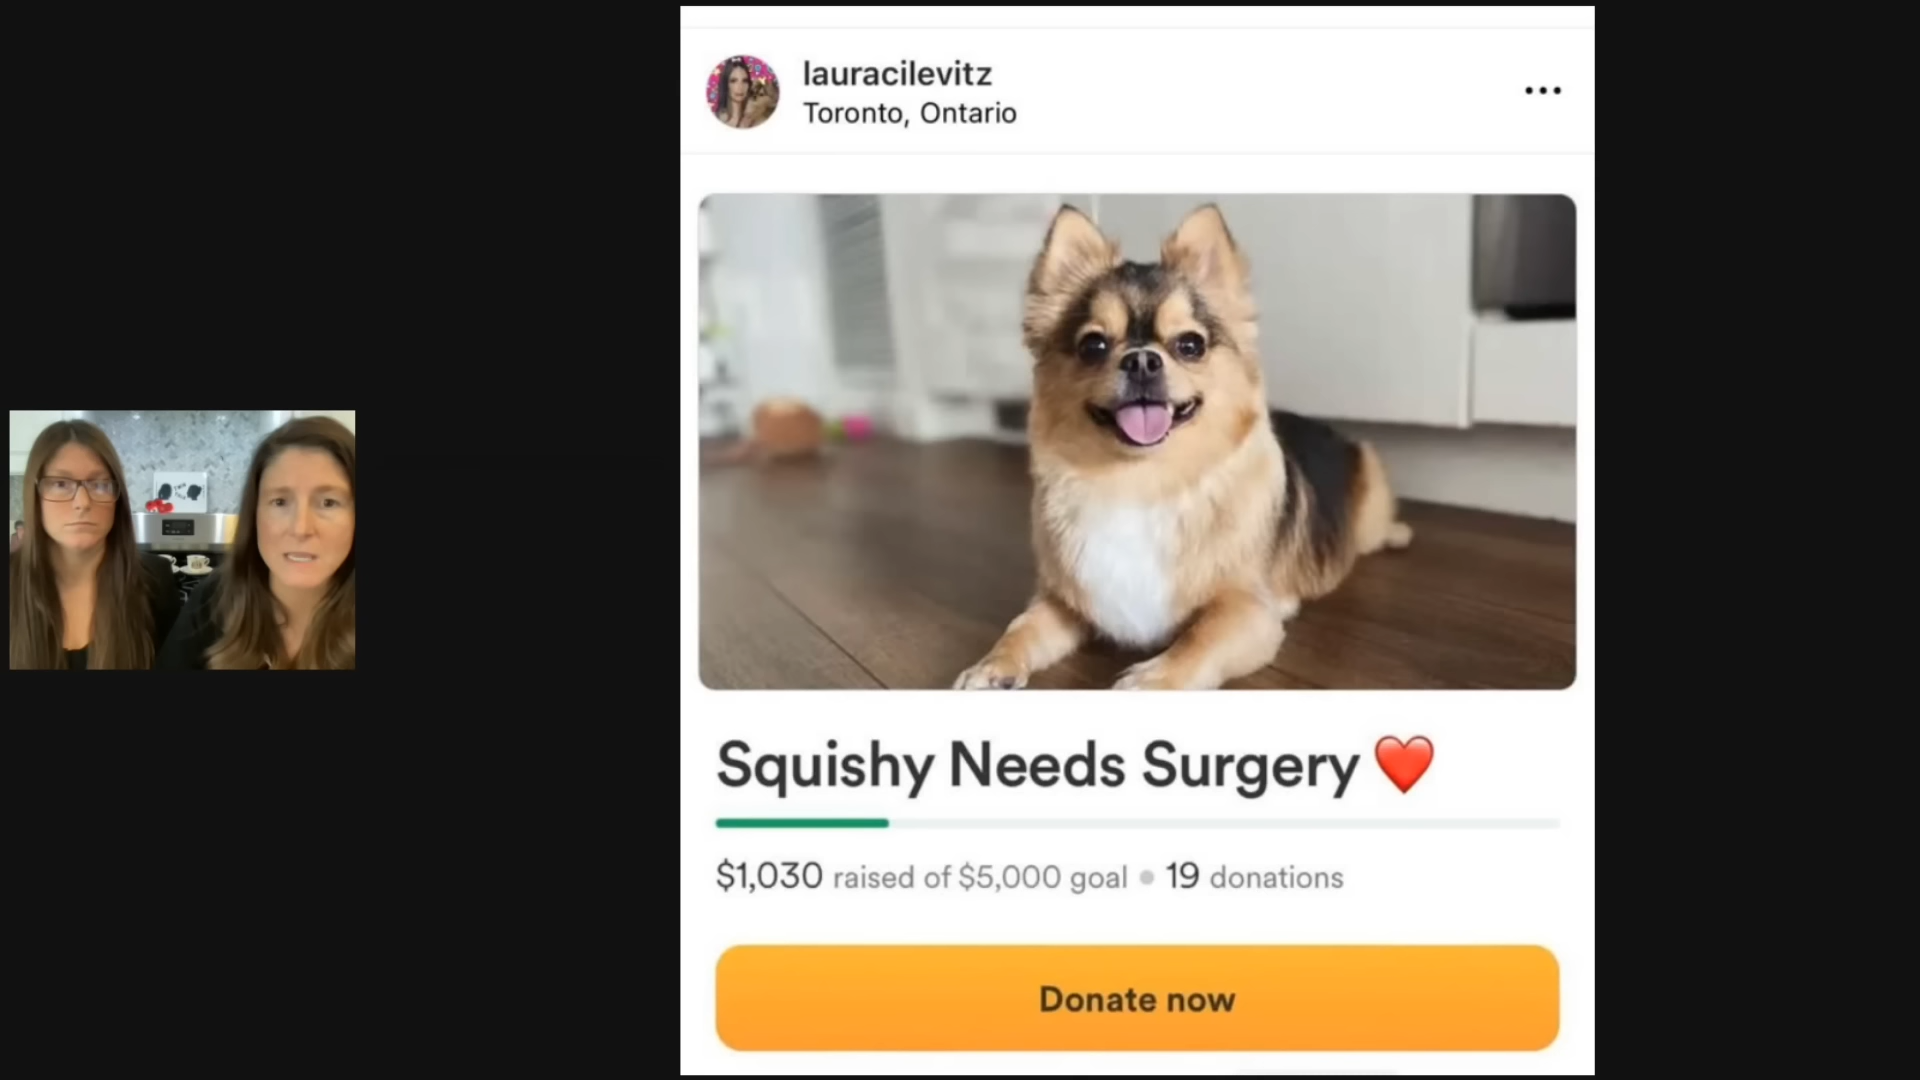 lauracilevitz
Toronto, Ontario
Squishy Needs Surgery ❤️
$1,030 raised of $5,000 goal • 19 donations
Donate now